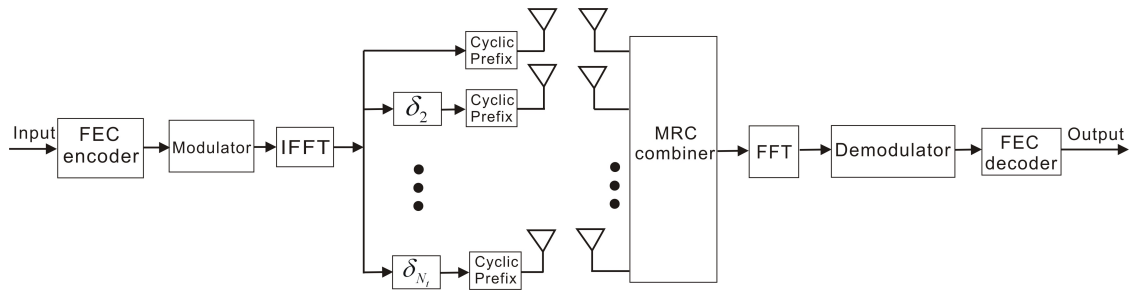 Input
FEC
encoder
Modulator
IFFT
Cyclic
Prefix
δ2
Cyclic
Prefix
δNt
Cyclic
Prefix
MRC
combiner
FFT
Demodulator
FEC
decoder
Output